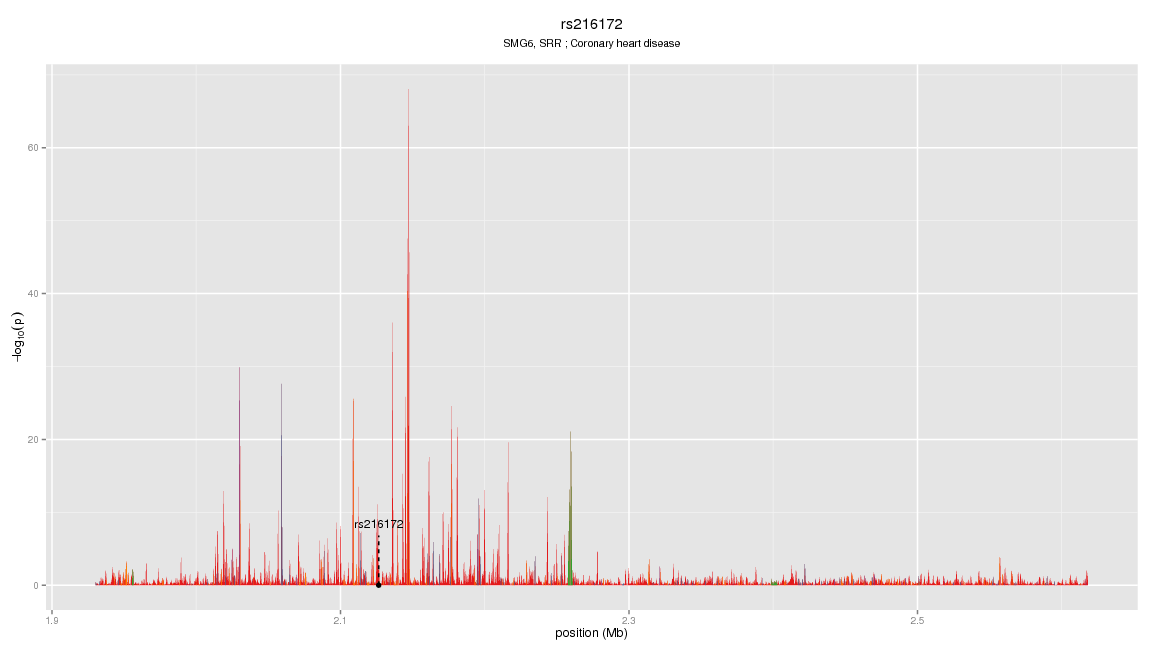 rs216172
SMG6, SRR ; Coronary heart disease
60
40
20
0
−log₁₀(p)
rs216172
1.9
2.1
2.3
2.5
position (Mb)